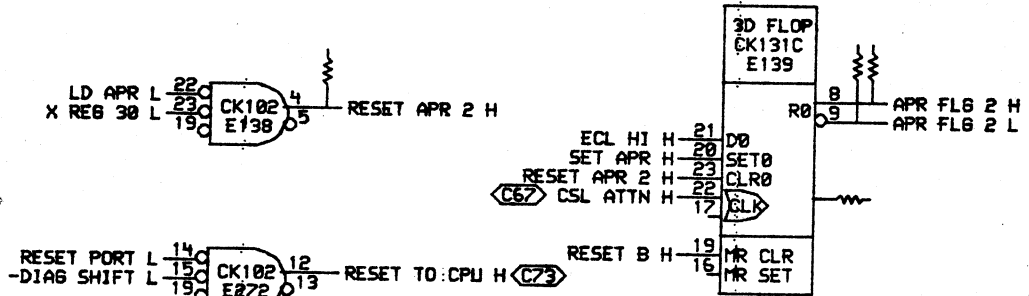 3D FLOP
CK131C
E139
LD APR L 22
X REG 30 L 23
19
CK102
E138
4
5
RESET APR 2 H
8
R0 9
APR FLG 2 H
APR FLG 2 L
ECL HI H 21 D0
SET APR H 20 SET0
RESET APR 2 H 23 CLR0
C67 CSL ATTN H 22
17 CLK
RESET B H 19 MR CLR
16 MR SET
RESET PORT L 14
-DIAG SHIFT L 15
19
CK102
E272
12
13
RESET TO CPU H C73